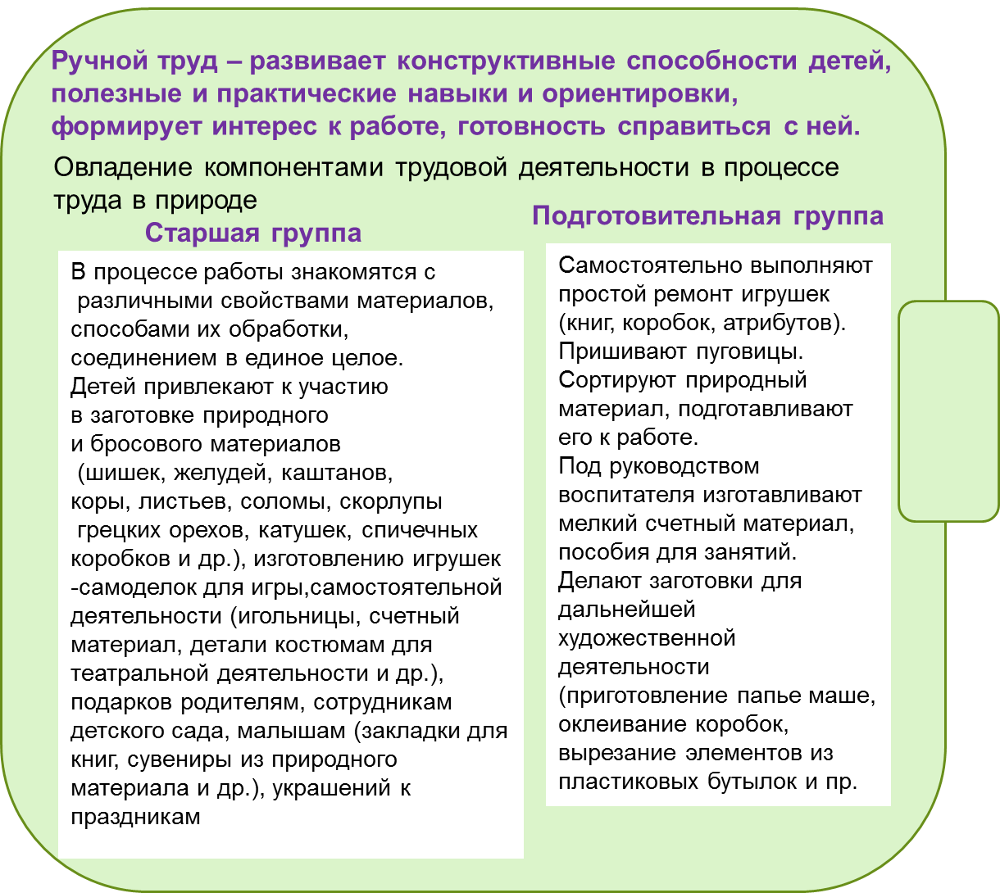 Ручной труд – развивает конструктивные способности детей,
полезные и практические навыки и ориентировки,
формирует интерес к работе, готовность справиться с ней.
Овладение компонентами трудовой деятельности в процессе
труда в природе
Старшая группа
В процессе работы знакомятся с
различными свойствами материалов,
способами их обработки,
соединением в единое целое.
Детей привлекают к участию
в заготовке природного
и бросового материалов
(шишек, желудей, каштанов,
коры, листьев, соломы, скорлупы
грецких орехов, катушек, спичечных
коробков и др.), изготовлению игрушек
-самоделок для игры,самостоятельной
деятельности (игольницы, счетный
материал, детали костюмам для
театральной деятельности и др.),
подарков родителям, сотрудникам
детского сада, малышам (закладки для
книг, сувениры из природного
материала и др.), украшений к
праздникам
Подготовительная группа
Самостоятельно выполняют
простой ремонт игрушек
(книг, коробок, атрибутов).
Пришивают пуговицы.
Сортируют природный
материал, подготавливают
его к работе.
Под руководством
воспитателя изготавливают
мелкий счетный материал,
пособия для занятий.
Делают заготовки для
дальнейшей
художественной
деятельности
(приготовление папье маше,
оклеивание коробок,
вырезание элементов из
пластиковых бутылок и пр.